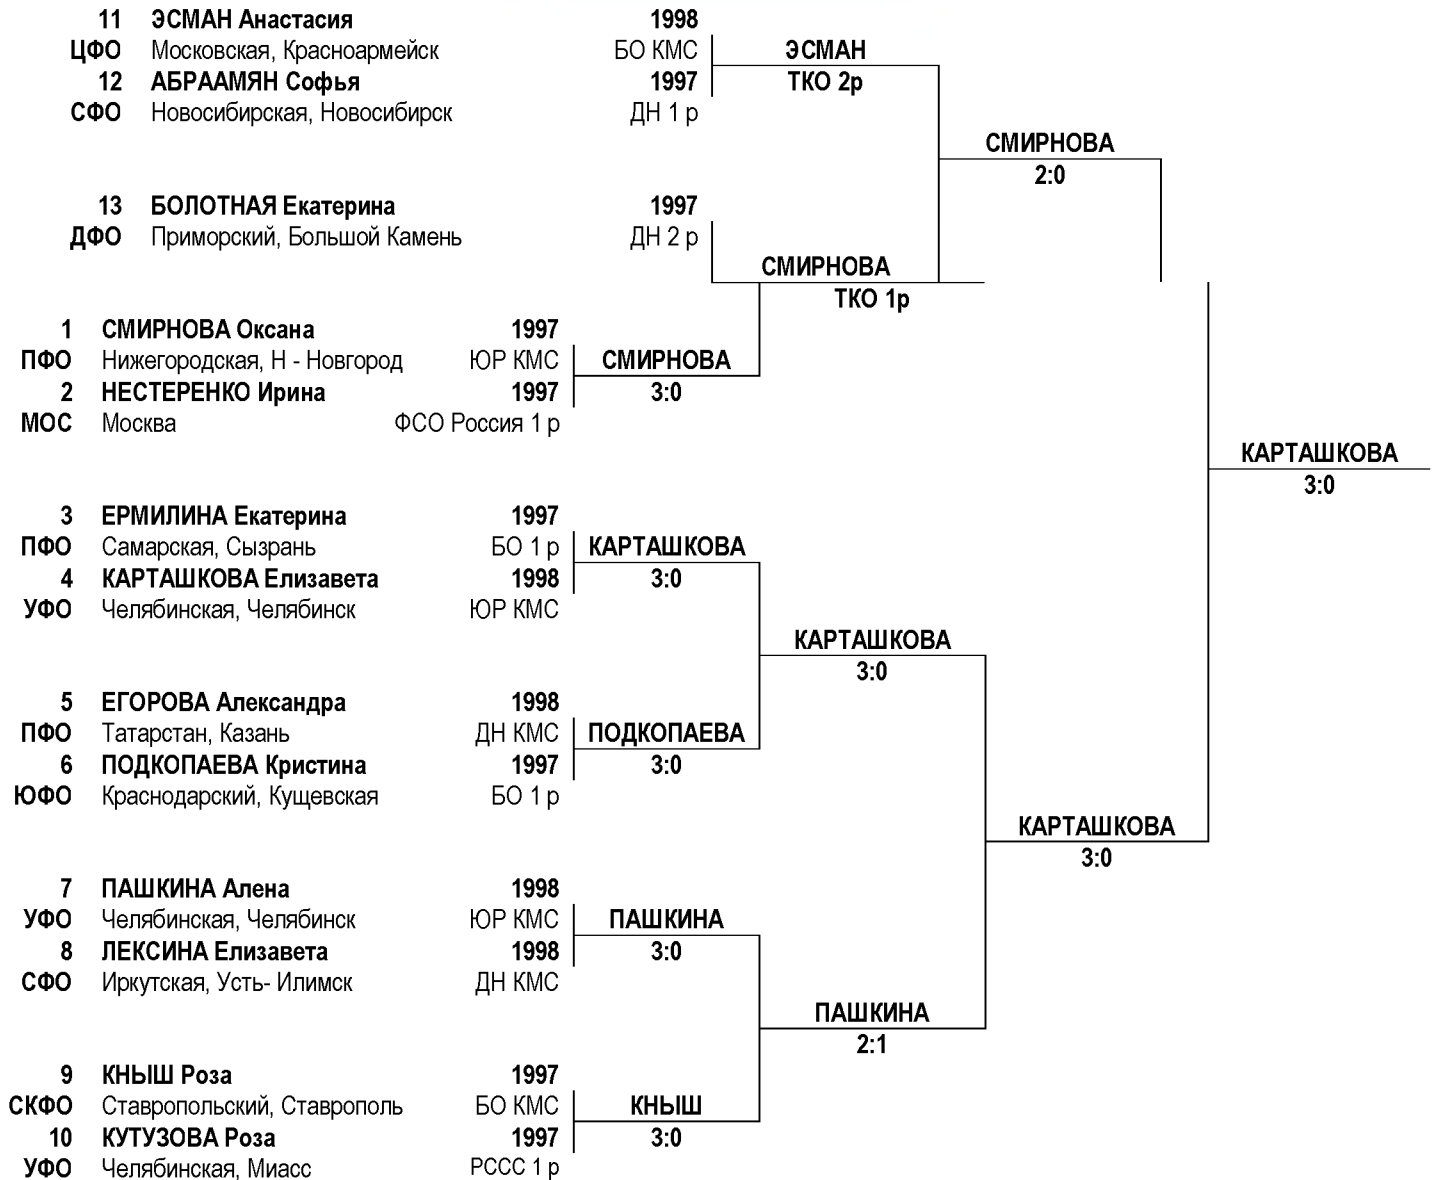 11 ЭСМАН Анастасия 1998
ЦФО Московская, Красноармейск БО КМС ЭСМАН
12 АБРААМЯН Софья 1997 ТКО 2р
СФО Новосибирская, Новосибирск ДН 1 р
СМИРНОВА
2:0
13 БОЛОТНАЯ Екатерина 1997
ДФО Приморский, Большой Камень ДН 2 р
СМИРНОВА
ТКО 1р
1 СМИРНОВА Оксана 1997
ПФО Нижегородская, Н - Новгород ЮР КМС СМИРНОВА
2 НЕСТЕРЕНКО Ирина 1997 3:0
МОС Москва ФСО Россия 1 р
КАРТАШКОВА
3:0
3 ЕРМИЛИНА Екатерина 1997
ПФО Самарская, Сызрань БО 1 р КАРТАШКОВА
4 КАРТАШКОВА Елизавета 1998 3:0
УФО Челябинская, Челябинск ЮР КМС
КАРТАШКОВА
3:0
5 ЕГОРОВА Александра 1998
ПФО Татарстан, Казань ДН КМС ПОДКОПАЕВА
6 ПОДКОПАЕВА Кристина 1997 3:0
ЮФО Краснодарский, Кущевская БО 1 р
КАРТАШКОВА
3:0
7 ПАШКИНА Алена 1998
УФО Челябинская, Челябинск ЮР КМС ПАШКИНА
8 ЛЕКСИНА Елизавета 1998 3:0
СФО Иркутская, Усть- Илимск ДН КМС
ПАШКИНА
2:1
9 КНЫШ Роза 1997
СКФО Ставропольский, Ставрополь БО КМС КНЫШ
10 КУТУЗОВА Роза 1997 3:0
УФО Челябинская, Миасс РССС 1 р